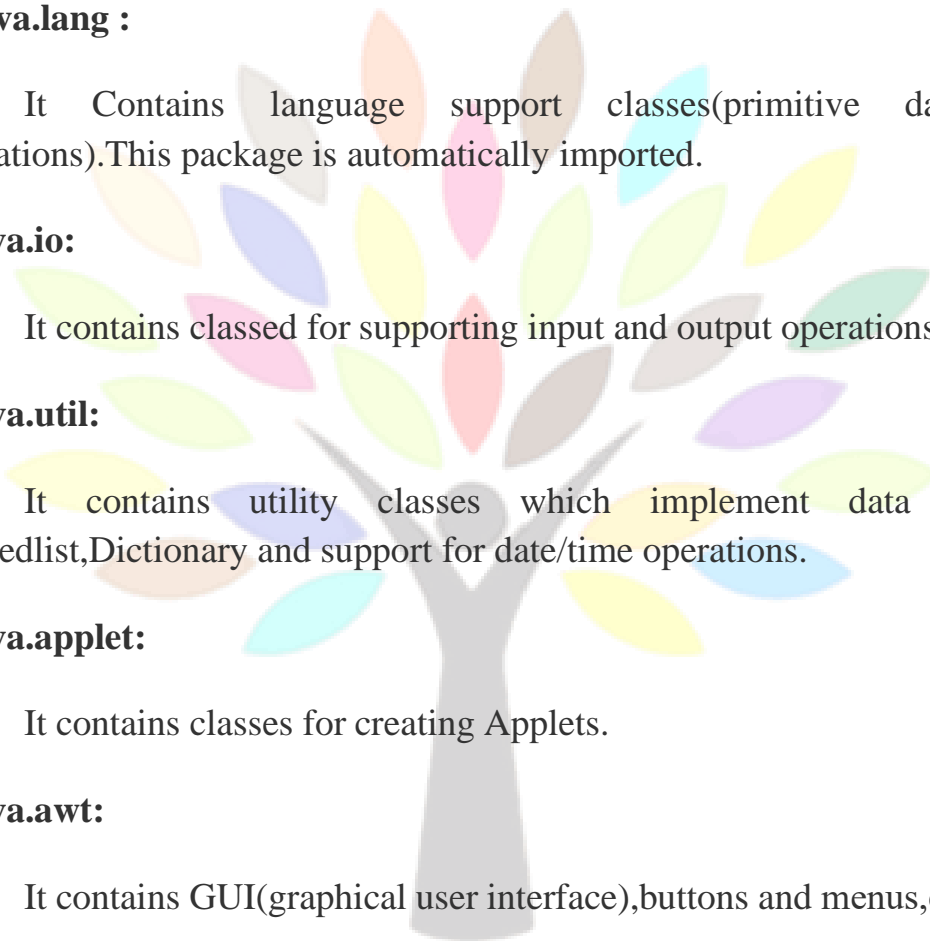 va.lang :
It Contains language support classes(primitive da
ations).This package is automatically imported.
va.io:
It contains classed for supporting input and output operations
va.util:
It contains utility classes which implement data
edlist,Dictionary and support for date/time operations.
va.applet:
It contains classes for creating Applets.
va.awt:
It contains GUI(graphical user interface),buttons and menus,